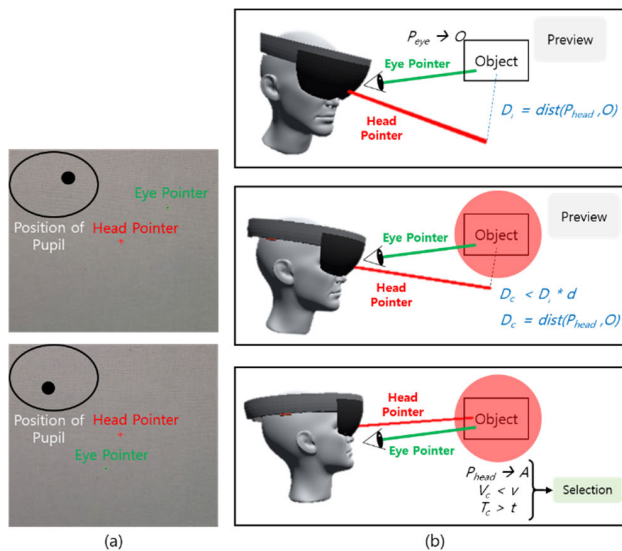 (a)
Eye Pointer
Position of
Pupil
Head Pointer
Position of
Pupil
Head Pointer
Eye Pointer
(b)
P_eye → O
Eye Pointer
Object
Preview
Head
Pointer
D_i = dist(P_head, O)
Eye Pointer
Object
Preview
Head
Pointer
D_c < D_i * d
D_c = dist(P_head, O)
Head
Pointer
Object
Eye Pointer
P_head → A
V_c < v
T_c > t
Selection